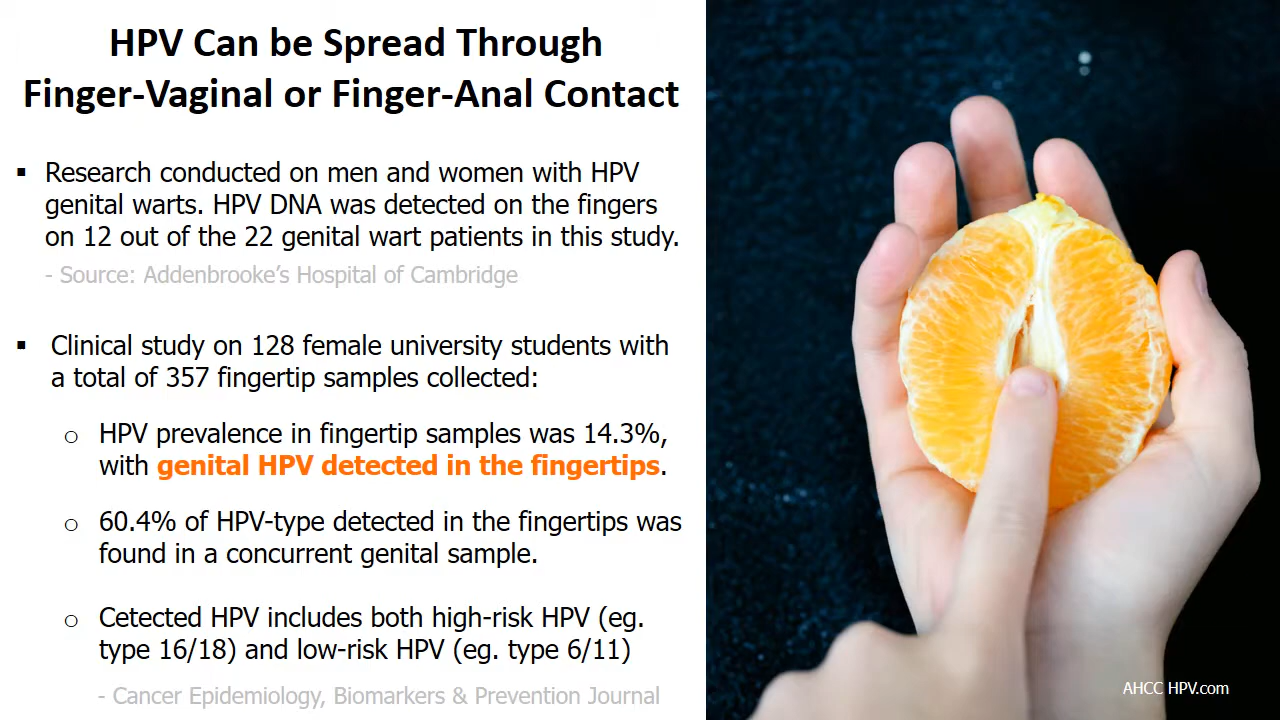 HPV Can be Spread Through
Finger-Vaginal or Finger-Anal Contact
▪ Research conducted on men and women with HPV
genital warts. HPV DNA was detected on the fingers
on 12 out of the 22 genital wart patients in this study.
- Source: Addenbrooke's Hospital of Cambridge
▪ Clinical study on 128 female university students with
a total of 357 fingertip samples collected:
o HPV prevalence in fingertip samples was 14.3%,
with genital HPV detected in the fingertips.
o 60.4% of HPV-type detected in the fingertips was
found in a concurrent genital sample.
o Cetected HPV includes both high-risk HPV (eg.
type 16/18) and low-risk HPV (eg. type 6/11)
- Cancer Epidemiology, Biomarkers & Prevention Journal
AHCC HPV.com